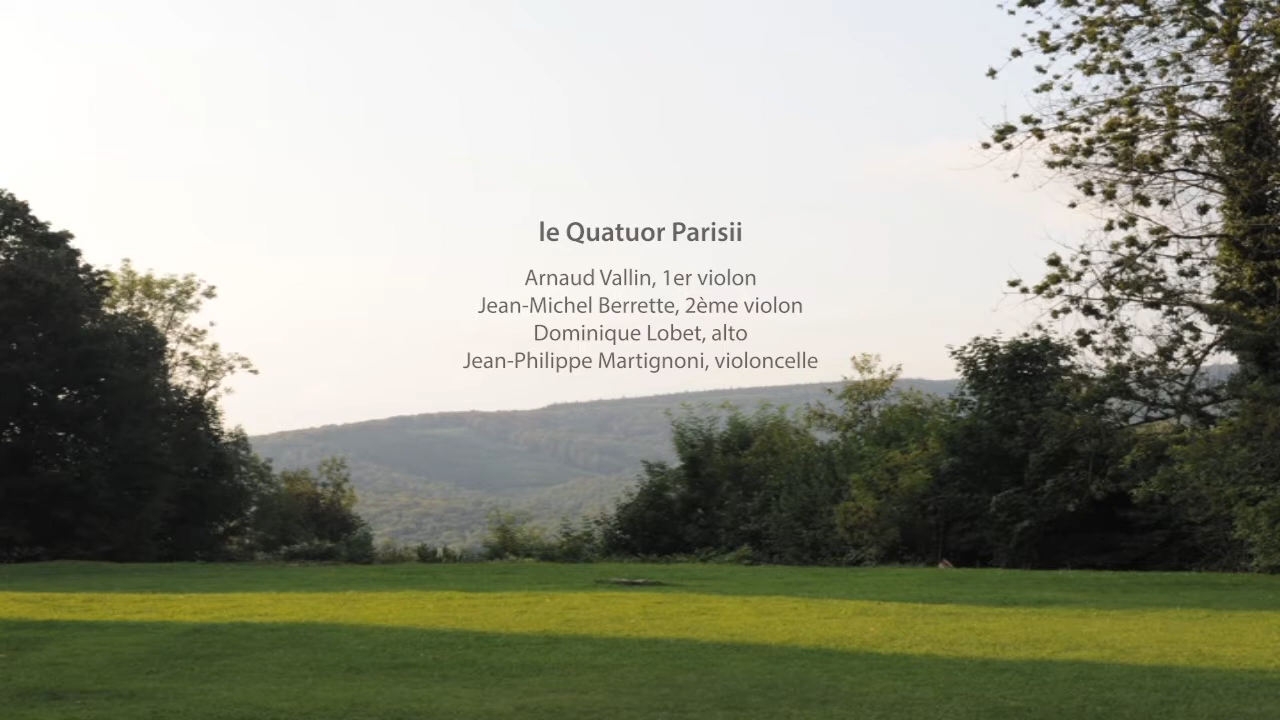 le Quatuor Parisii
Arnaud Vallin, 1er violon
Jean-Michel Berrette, 2ème violon
Dominique Lobet, alto
Jean-Philippe Martignoni, violoncelle